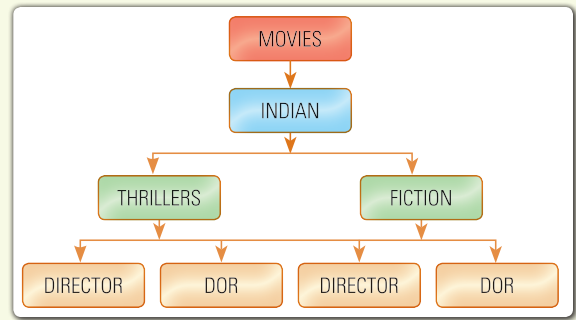 MOVIES
INDIAN
THRILLERS
FICTION
DIRECTOR
DOR
DIRECTOR
DOR